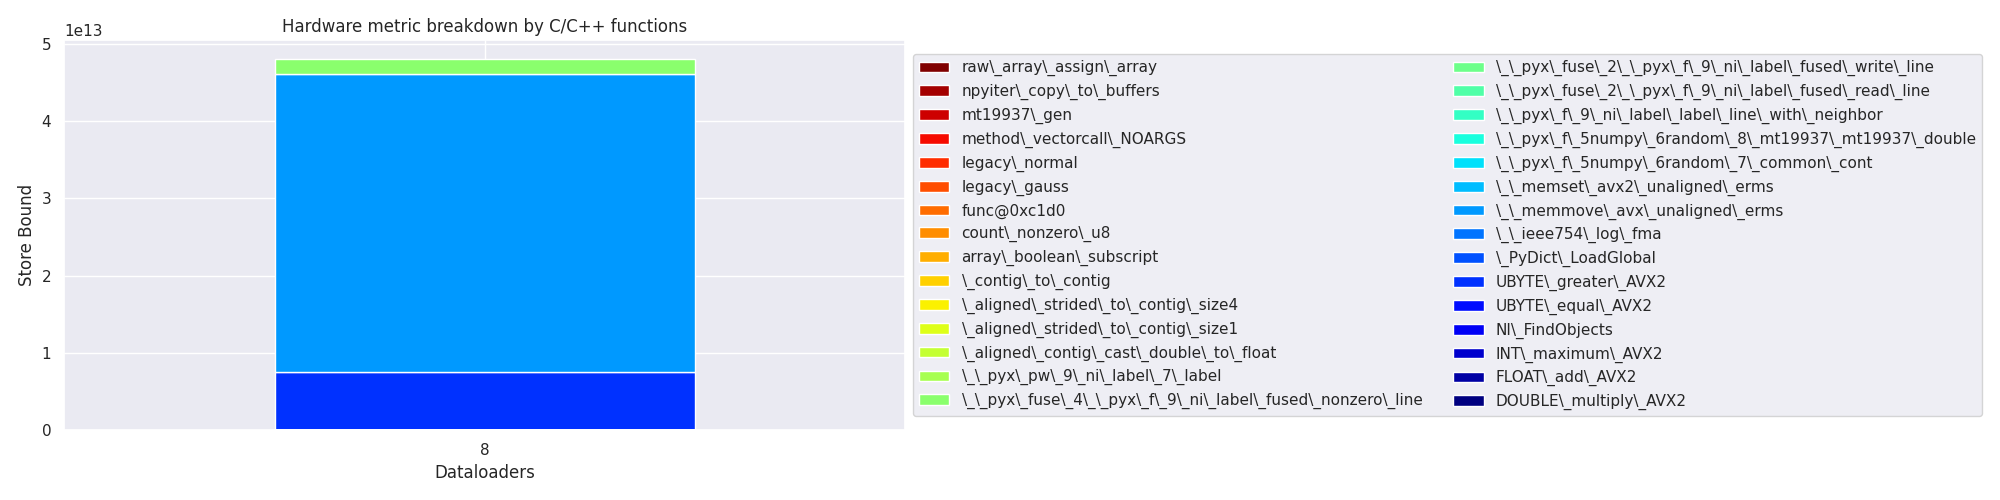 Hardware metric breakdown by C/C++ functions
1e13
5
4
3
2
1
0
Store Bound
8
Dataloaders
raw\_array\_assign\_array
npyiter\_copy\_to\_buffers
mt19937\_gen
method\_vectorcall\_NOARGS
legacy\_normal
legacy\_gauss
func@0xc1d0
count\_nonzero\_u8
array\_boolean\_subscript
\_contig\_to\_contig
\_aligned\_strided\_to\_contig\_size4
\_aligned\_strided\_to\_contig\_size1
\_aligned\_contig\_cast\_double\_to\_float
\_\_pyx\_pw\_9\_ni\_label\_7\_label
\_\_pyx\_fuse\_4\_\_pyx\_f\_9\_ni\_label\_fused\_nonzero\_line
\_\_pyx\_fuse\_2\_\_pyx\_f\_9\_ni\_label\_fused\_write\_line
\_\_pyx\_fuse\_2\_\_pyx\_f\_9\_ni\_label\_fused\_read\_line
\_\_pyx\_f\_9\_ni\_label\_label\_line\_with\_neighbor
\_\_pyx\_f\_5numpy\_6random\_8\_mt19937\_mt19937\_double
\_\_pyx\_f\_5numpy\_6random\_7\_common\_cont
\_\_memset\_avx2\_unaligned\_erms
\_\_memmove\_avx\_unaligned\_erms
\_\_ieee754\_log\_fma
\_PyDict\_LoadGlobal
UBYTE\_greater\_AVX2
UBYTE\_equal\_AVX2
NI\_FindObjects
INT\_maximum\_AVX2
FLOAT\_add\_AVX2
DOUBLE\_multiply\_AVX2